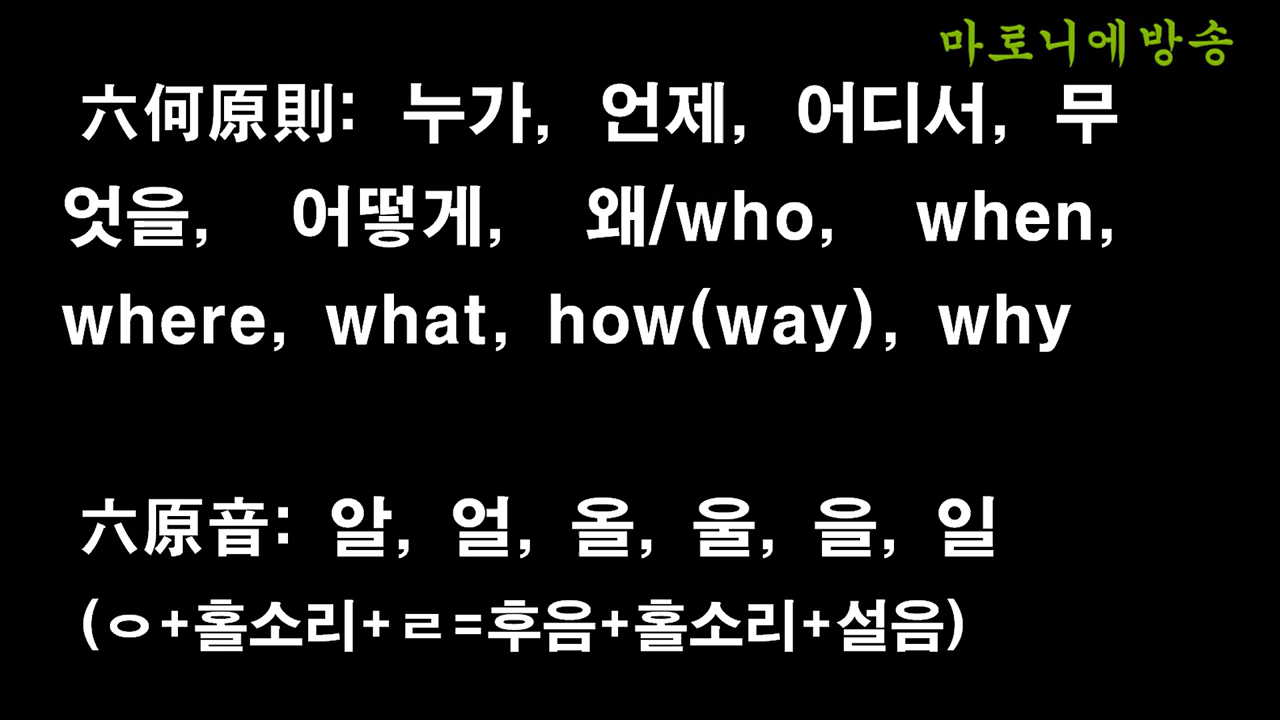 마로니에방송
六何原則: 누가, 언제, 어디서, 무
엇을, 어떻게, 왜/who, when,
where, what, how(way), why
六原音: 알, 얼, 올, 울, 을, 일
(ㅇ+홀소리+ㄹ=후음+홀소리+설음)